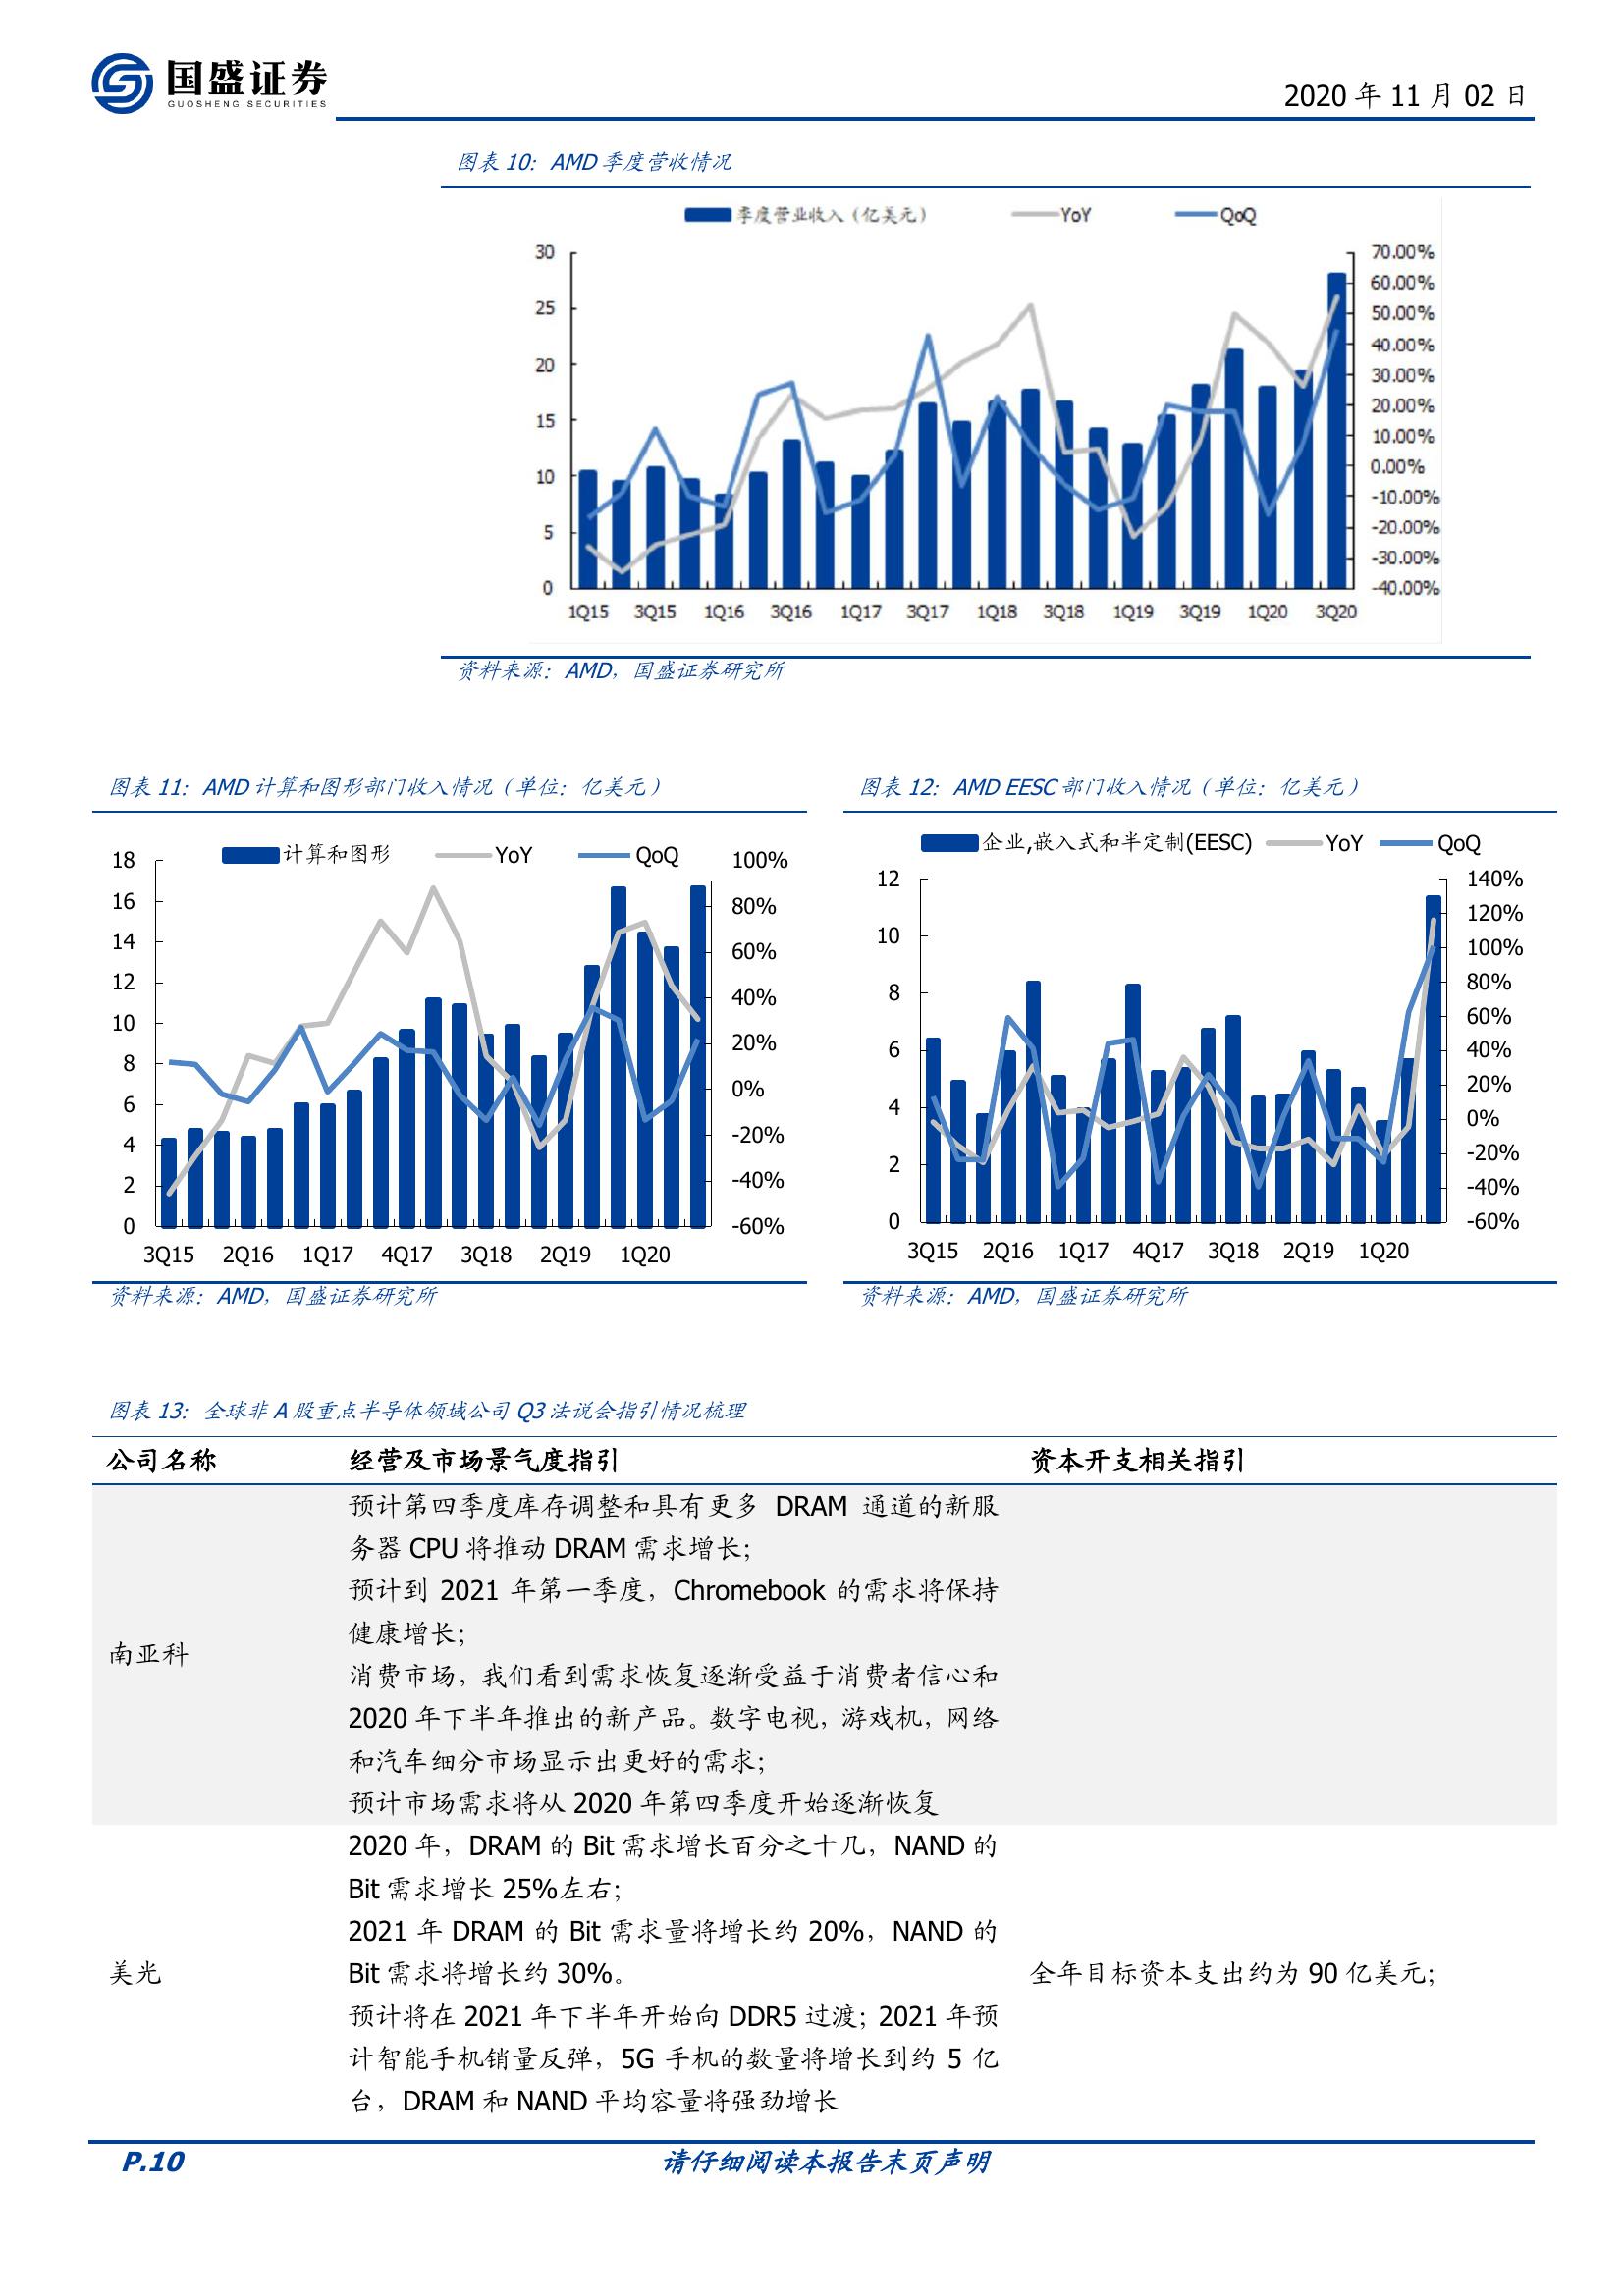 国盛证券
GUOSHENG SECURITIES
2020 年 11 月 02 日
图表 10：AMD 季度营收情况
季度营业收入（亿美元） YoY QoQ
30
25
20
15
10
5
0
70.00%
60.00%
50.00%
40.00%
30.00%
20.00%
10.00%
0.00%
-10.00%
-20.00%
-30.00%
-40.00%
1Q15 3Q15 1Q16 3Q16 1Q17 3Q17 1Q18 3Q18 1Q19 3Q19 1Q20 3Q20
资料来源：AMD，国盛证券研究所
图表 11：AMD 计算和图形部门收入情况（单位：亿美元）
计算和图形 YoY QoQ
18
16
14
12
10
8
6
4
2
0
100%
80%
60%
40%
20%
0%
-20%
-40%
-60%
3Q15 2Q16 1Q17 4Q17 3Q18 2Q19 1Q20
资料来源：AMD，国盛证券研究所
图表 12：AMD EESC 部门收入情况（单位：亿美元）
企业,嵌入式和半定制(EESC) YoY QoQ
12
10
8
6
4
2
0
140%
120%
100%
80%
60%
40%
20%
0%
-20%
-40%
-60%
3Q15 2Q16 1Q17 4Q17 3Q18 2Q19 1Q20
资料来源：AMD，国盛证券研究所
图表 13：全球非 A 股重点半导体领域公司 Q3 法说会指引情况梳理
公司名称 经营及市场景气度指引 资本开支相关指引
南亚科
预计第四季度库存调整和具有更多 DRAM 通道的新服
务器 CPU 将推动 DRAM 需求增长；
预计到 2021 年第一季度，Chromebook 的需求将保持
健康增长；
消费市场，我们看到需求恢复逐渐受益于消费者信心和
2020 年下半年推出的新产品。数字电视，游戏机，网络
和汽车细分市场显示出更好的需求；
预计市场需求将从 2020 年第四季度开始逐渐恢复
美光
2020 年，DRAM 的 Bit 需求增长百分之十几，NAND 的
Bit 需求增长 25%左右；
2021 年 DRAM 的 Bit 需求量将增长约 20%，NAND 的
Bit 需求将增长约 30%。
预计将在 2021 年下半年开始向 DDR5 过渡；2021 年预
计智能手机销量反弹，5G 手机的数量将增长到约 5 亿
台，DRAM 和 NAND 平均容量将强劲增长
全年目标资本支出约为 90 亿美元；
P.10
请仔细阅读本报告末页声明